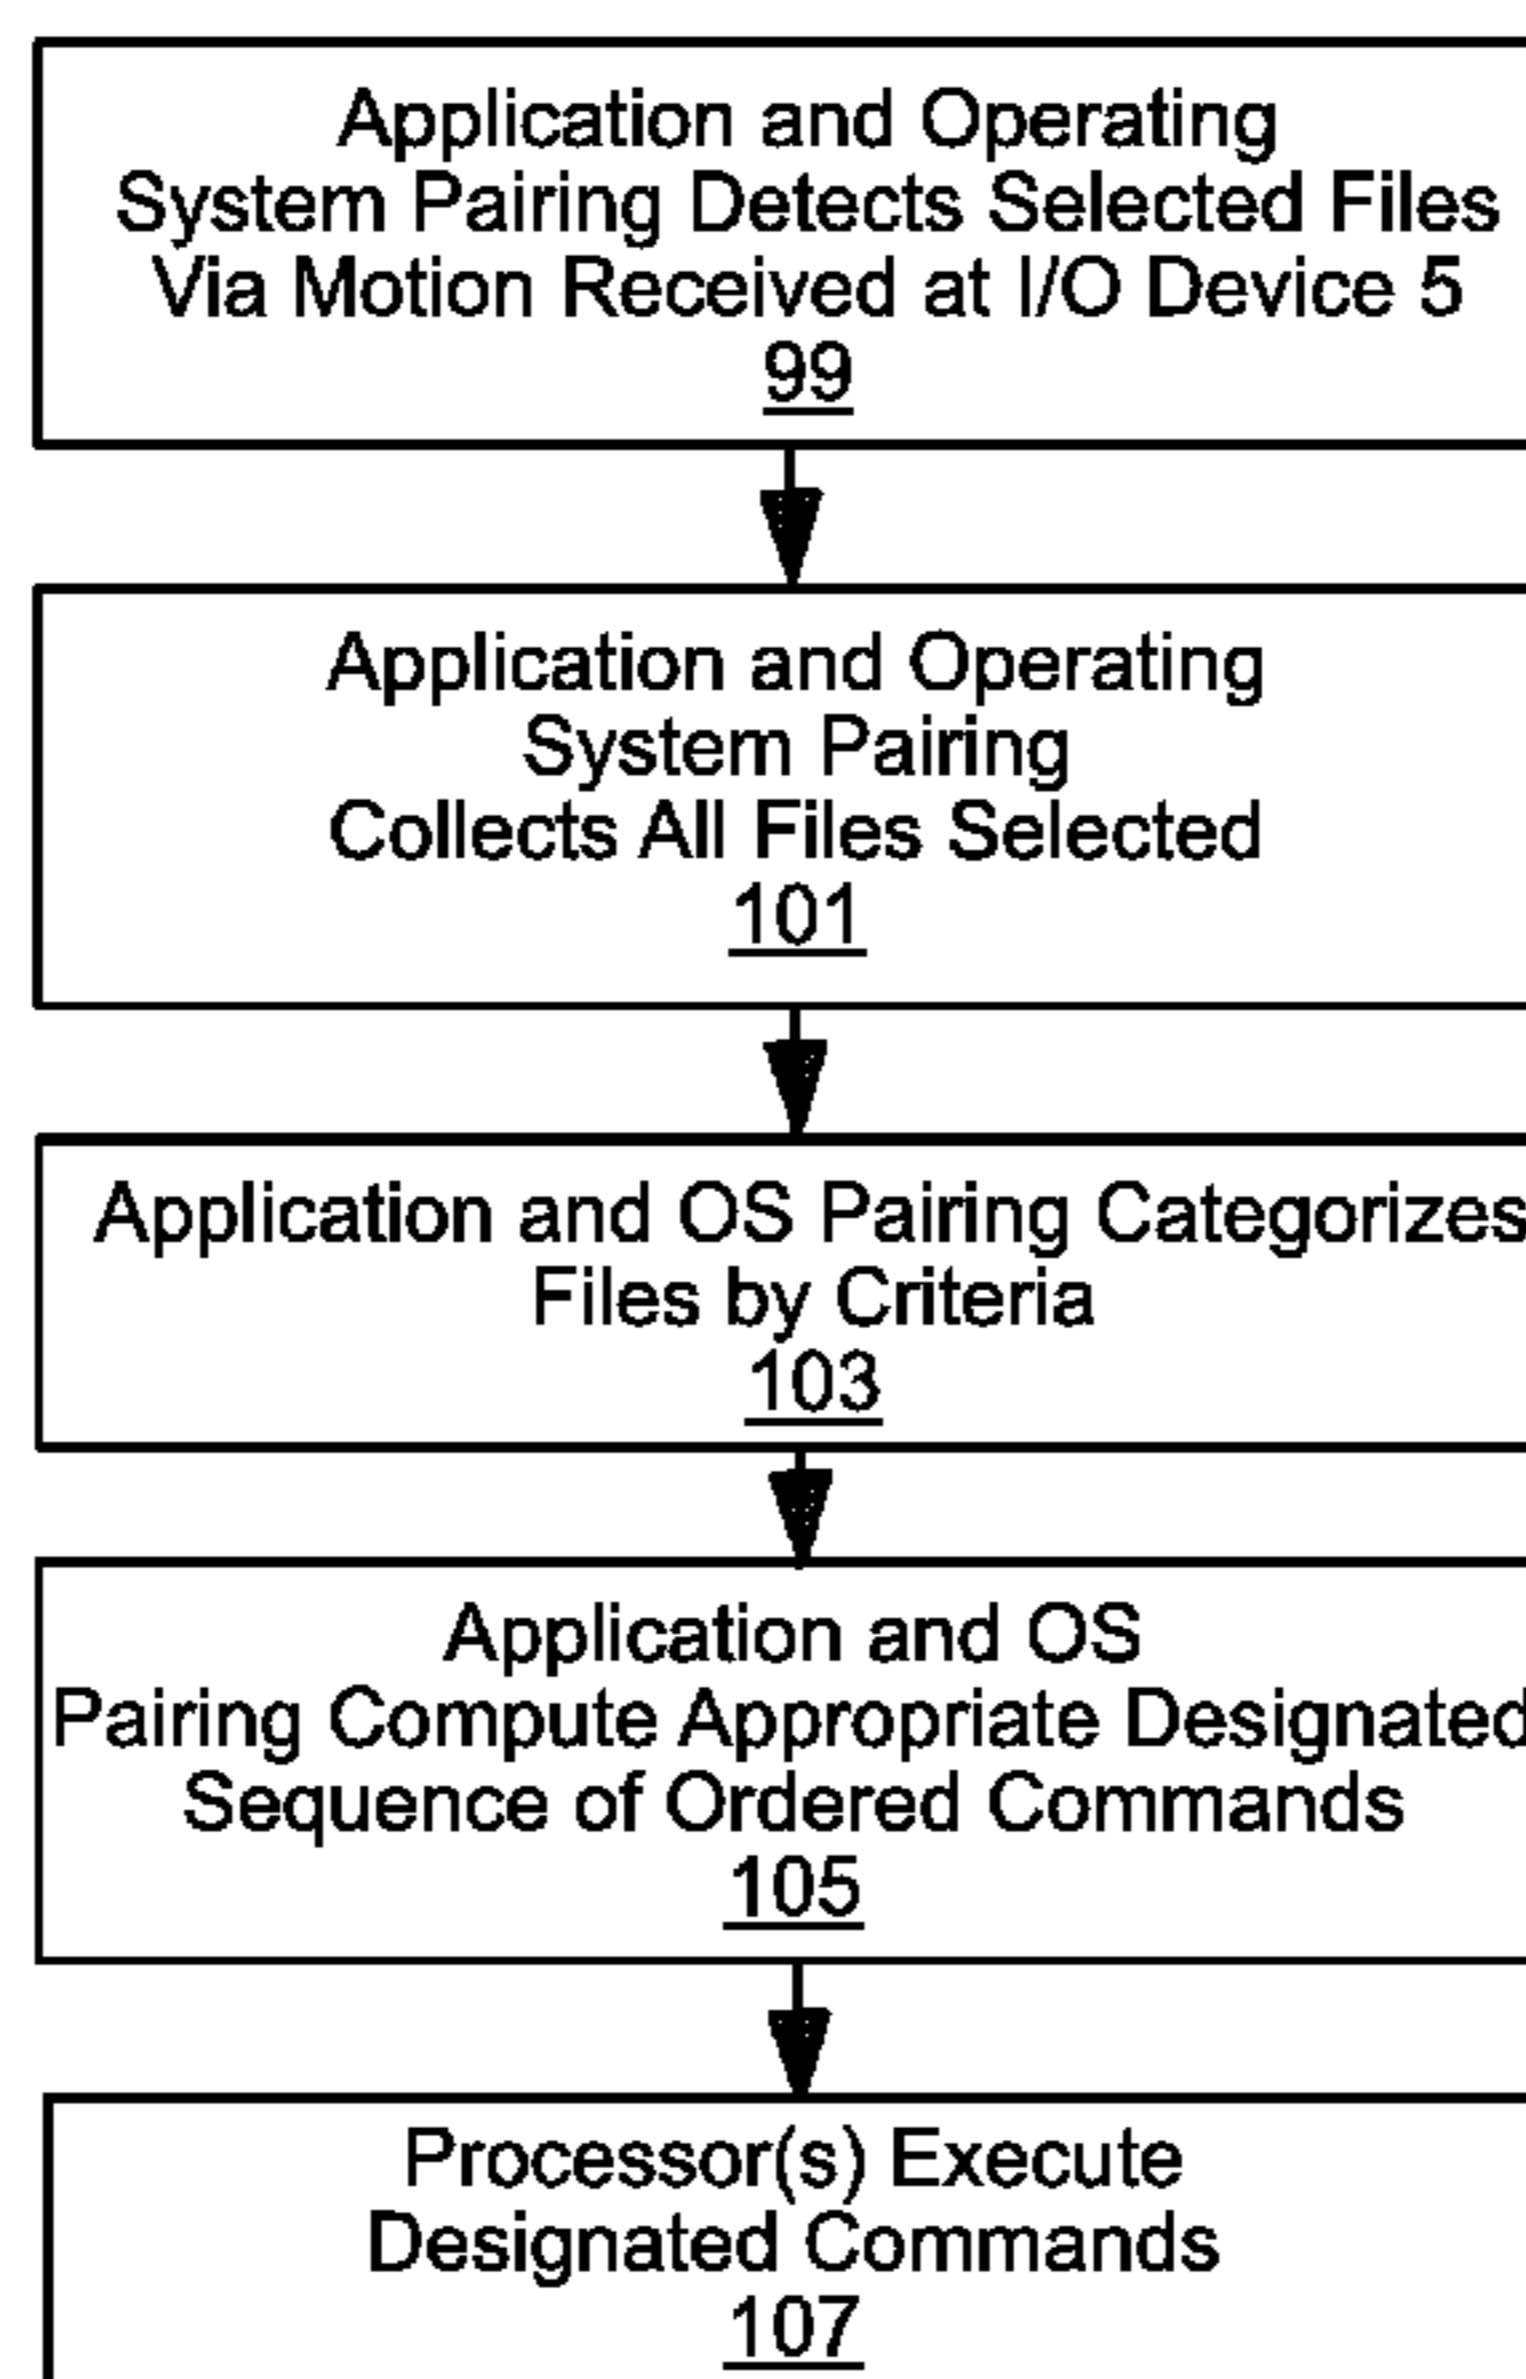 Application and Operating
System Pairing Detects Selected Files
Via Motion Received at I/O Device 5
99
Application and Operating
System Pairing
Collects All Files Selected
101
Application and OS Pairing Categorizes
Files by Criteria
103
Application and OS
Pairing Compute Appropriate Designated
Sequence of Ordered Commands
105
Processor(s) Execute
Designated Commands
107